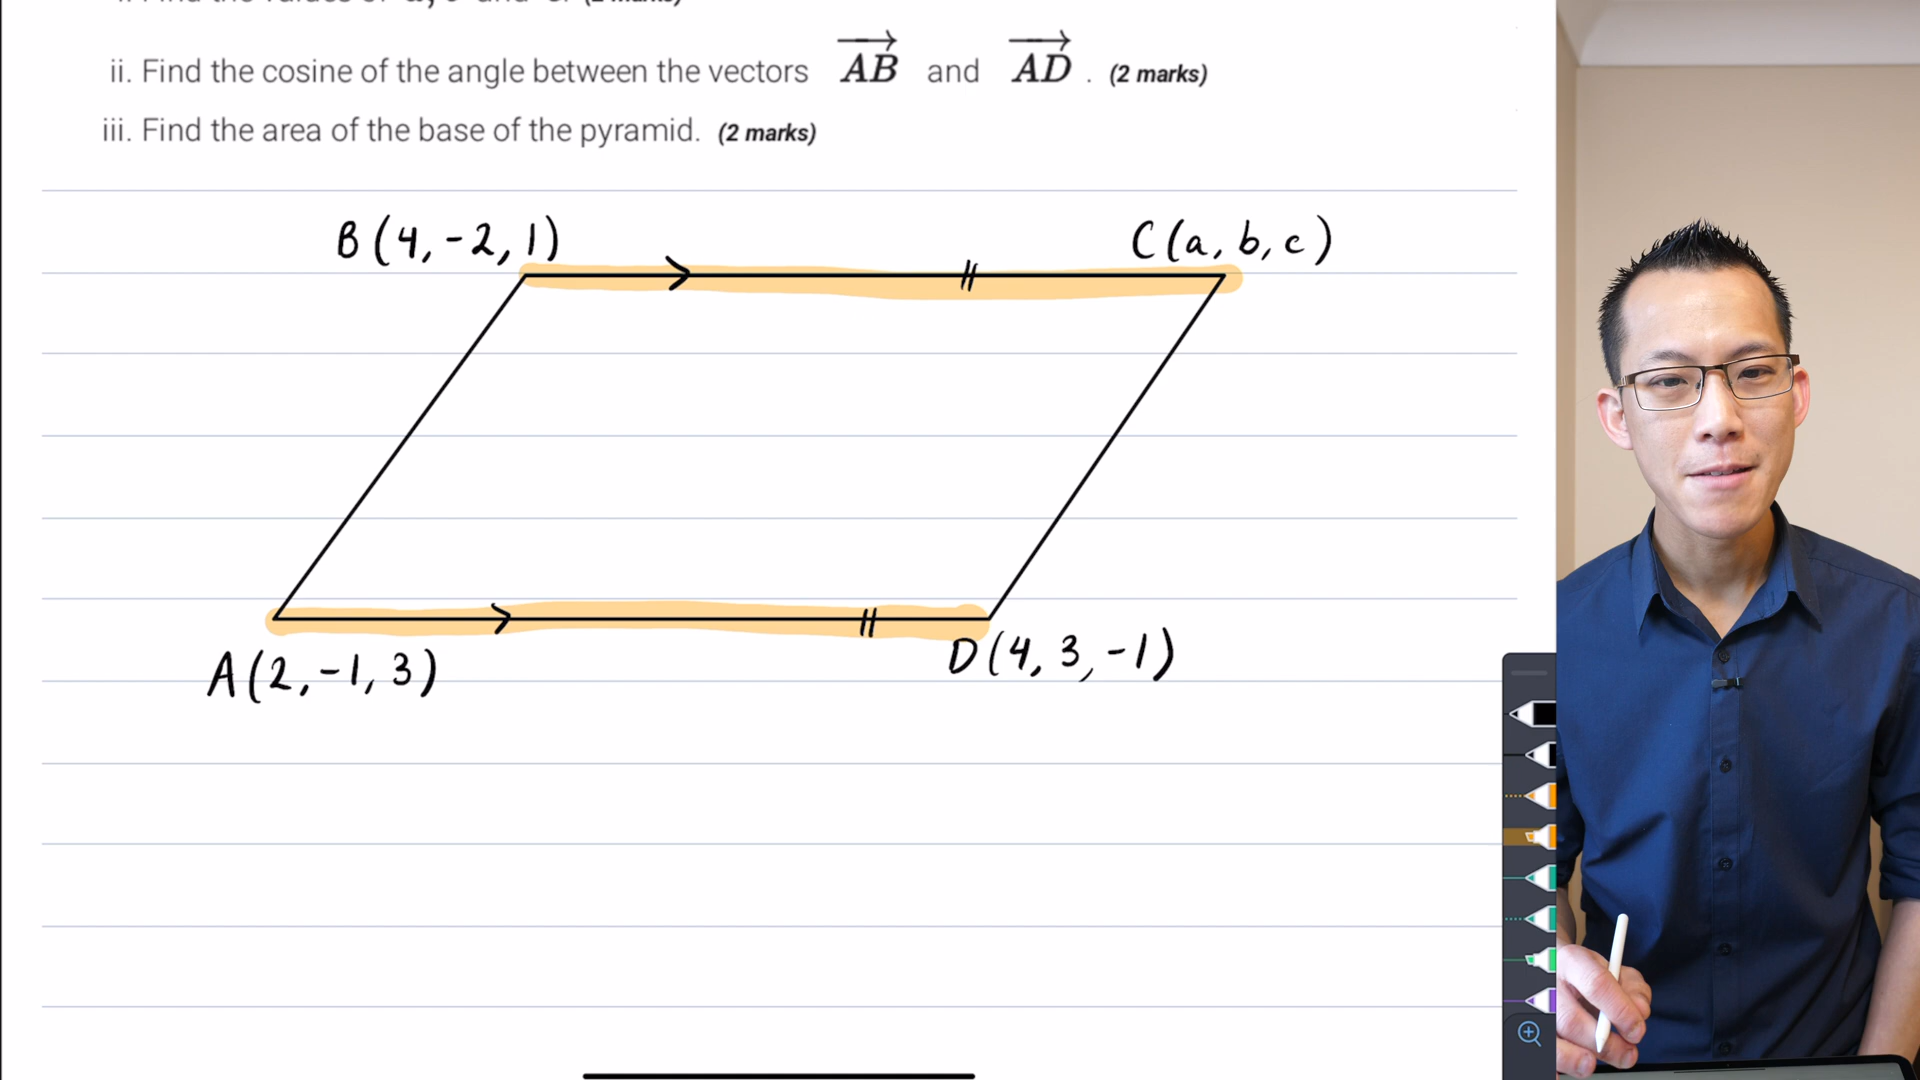 ii. Find the cosine of the angle between the vectors AB and AD . (2 marks)
iii. Find the area of the base of the pyramid. (2 marks)
B(4,-2,1)
C(a,b,c)
A(2,-1,3)
D(4,3,-1)